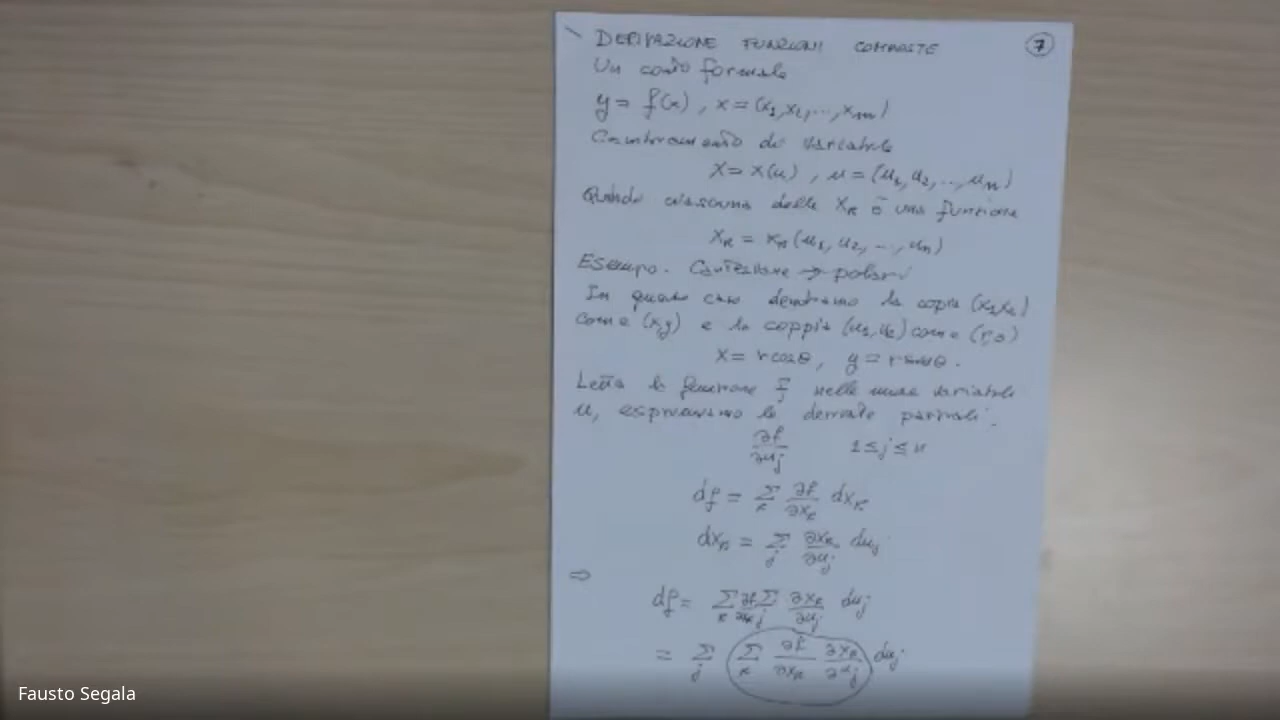 DERIVAZIONE FUNZIONI COMPOSTE 7
Un conto formale
y = f(x), x = (x₁, x₂, ..., xₘ)
Cambiamento di variabile
x = x(u), u = (u₁, u₂, ..., uₙ)
Quindi ciascuna delle xₖ è una funzione
xₖ = xₖ(u₁, u₂, ..., uₙ)
Esempo. Cartesiane → polari
In questo caso denotiamo la copia (x₁,x₂)
come (x,y) e la coppia (u₁,u₂) come (r,θ)
x = r cosθ, y = r senθ.
Letta la funzione f nelle nuove variabili
u, esprimiamo le derivate parziali.
∂f/∂uⱼ 1 ≤ j ≤ n
df = Σₖ ∂f/∂xₖ dxₖ
dxₖ = Σⱼ ∂xₖ/∂uⱼ duⱼ
⇒
df = Σₖ ∂f/∂xₖ Σⱼ ∂xₖ/∂uⱼ duⱼ
= Σⱼ Σₖ ∂f/∂xₖ ∂xₖ/∂uⱼ duⱼ
Fausto Segala